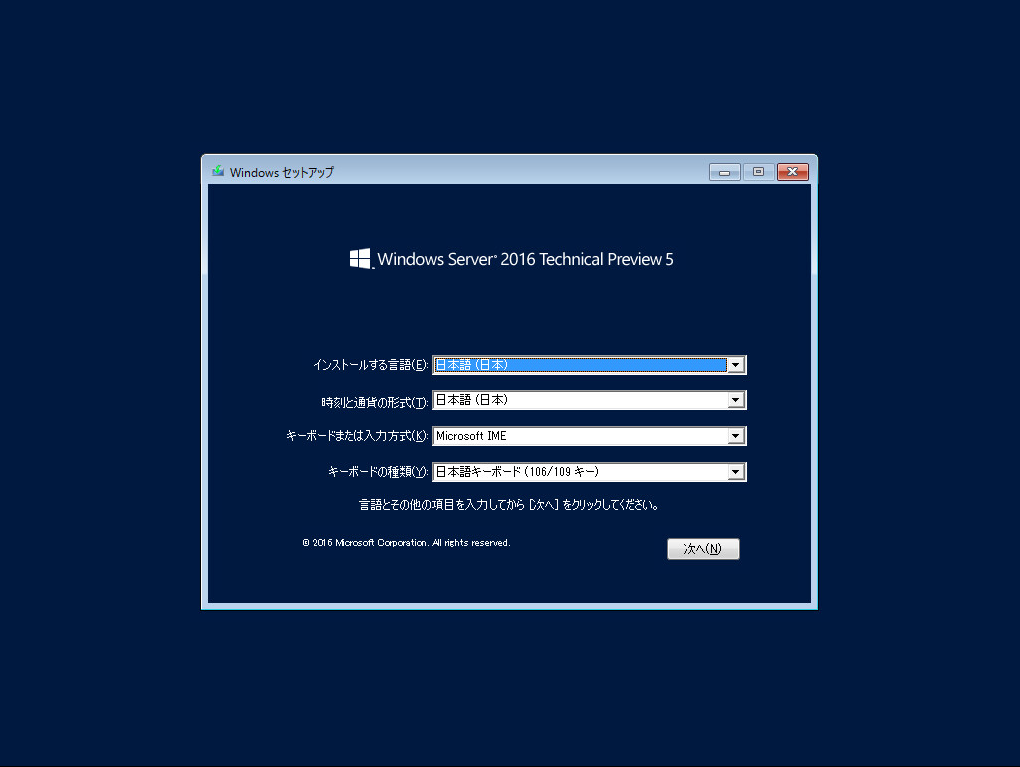 Windows セットアップ
Windows Server® 2016 Technical Preview 5
インストールする言語(E): 日本語 (日本)
時刻と通貨の形式(T): 日本語 (日本)
キーボードまたは入力方式(K): Microsoft IME
キーボードの種類(Y): 日本語キーボード (106/109 キー)
言語とその他の項目を入力してから [次へ] をクリックしてください。
© 2016 Microsoft Corporation. All rights reserved.
次へ(N)